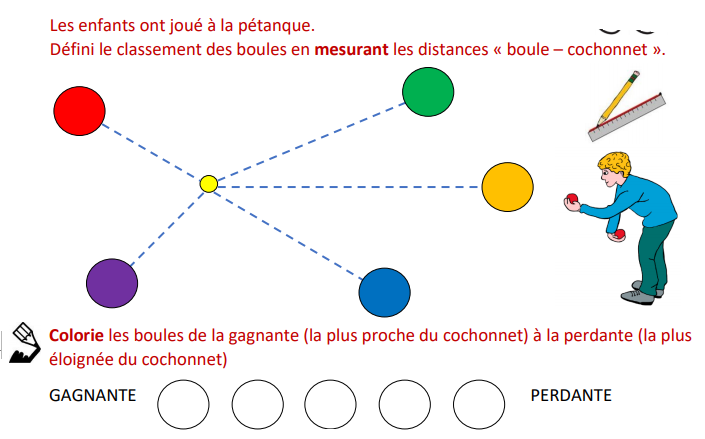 Les enfants ont joué à la pétanque.
Défini le classement des boules en mesurant les distances « boule – cochonnet ».
Colorie les boules de la gagnante (la plus proche du cochonnet) à la perdante (la plus
éloignée du cochonnet)
GAGNANTE PERDANTE